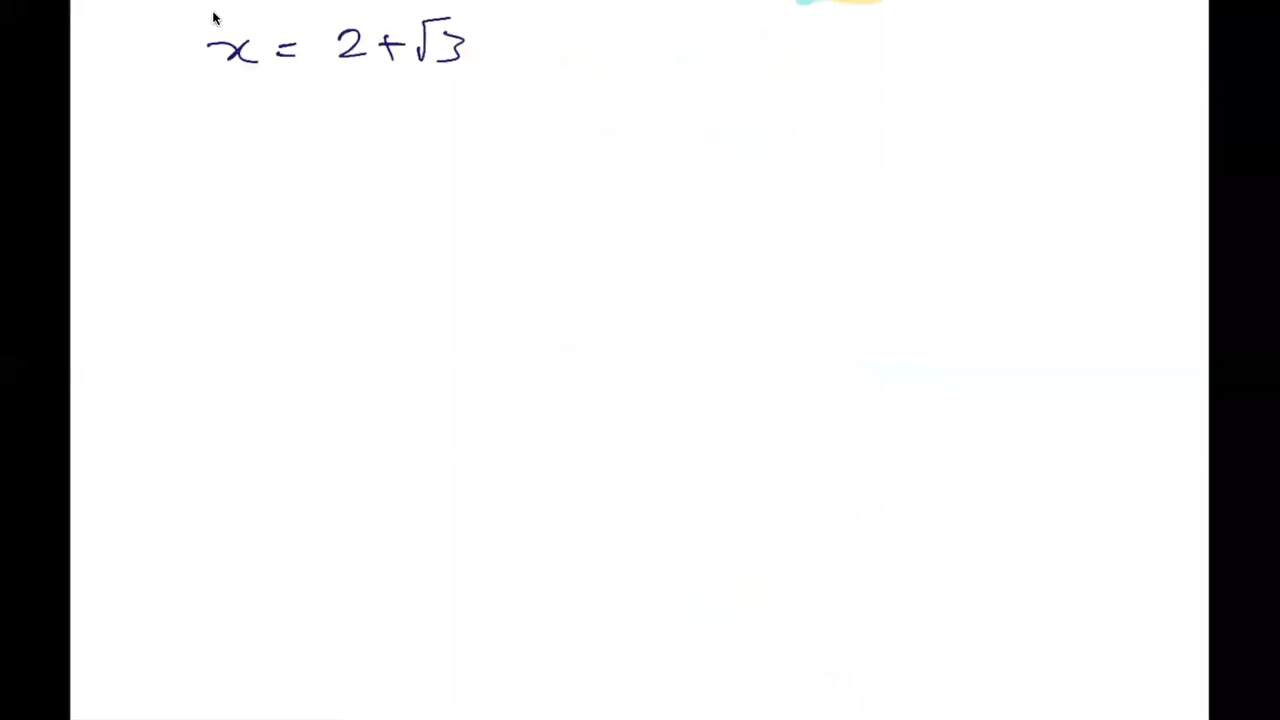 x = 2+√3